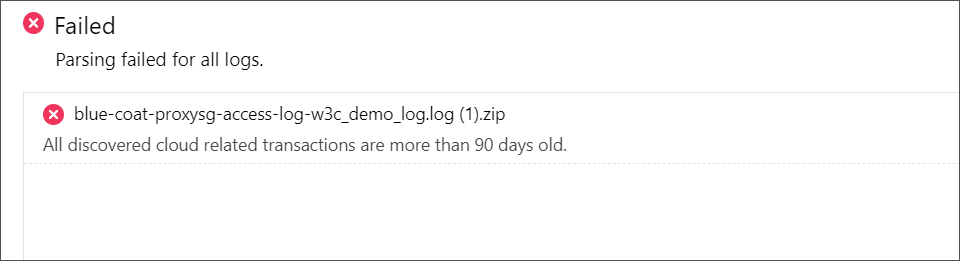 Failed
Parsing failed for all logs.
blue-coat-proxysg-access-log-w3c_demo_log.log (1).zip
All discovered cloud related transactions are more than 90 days old.